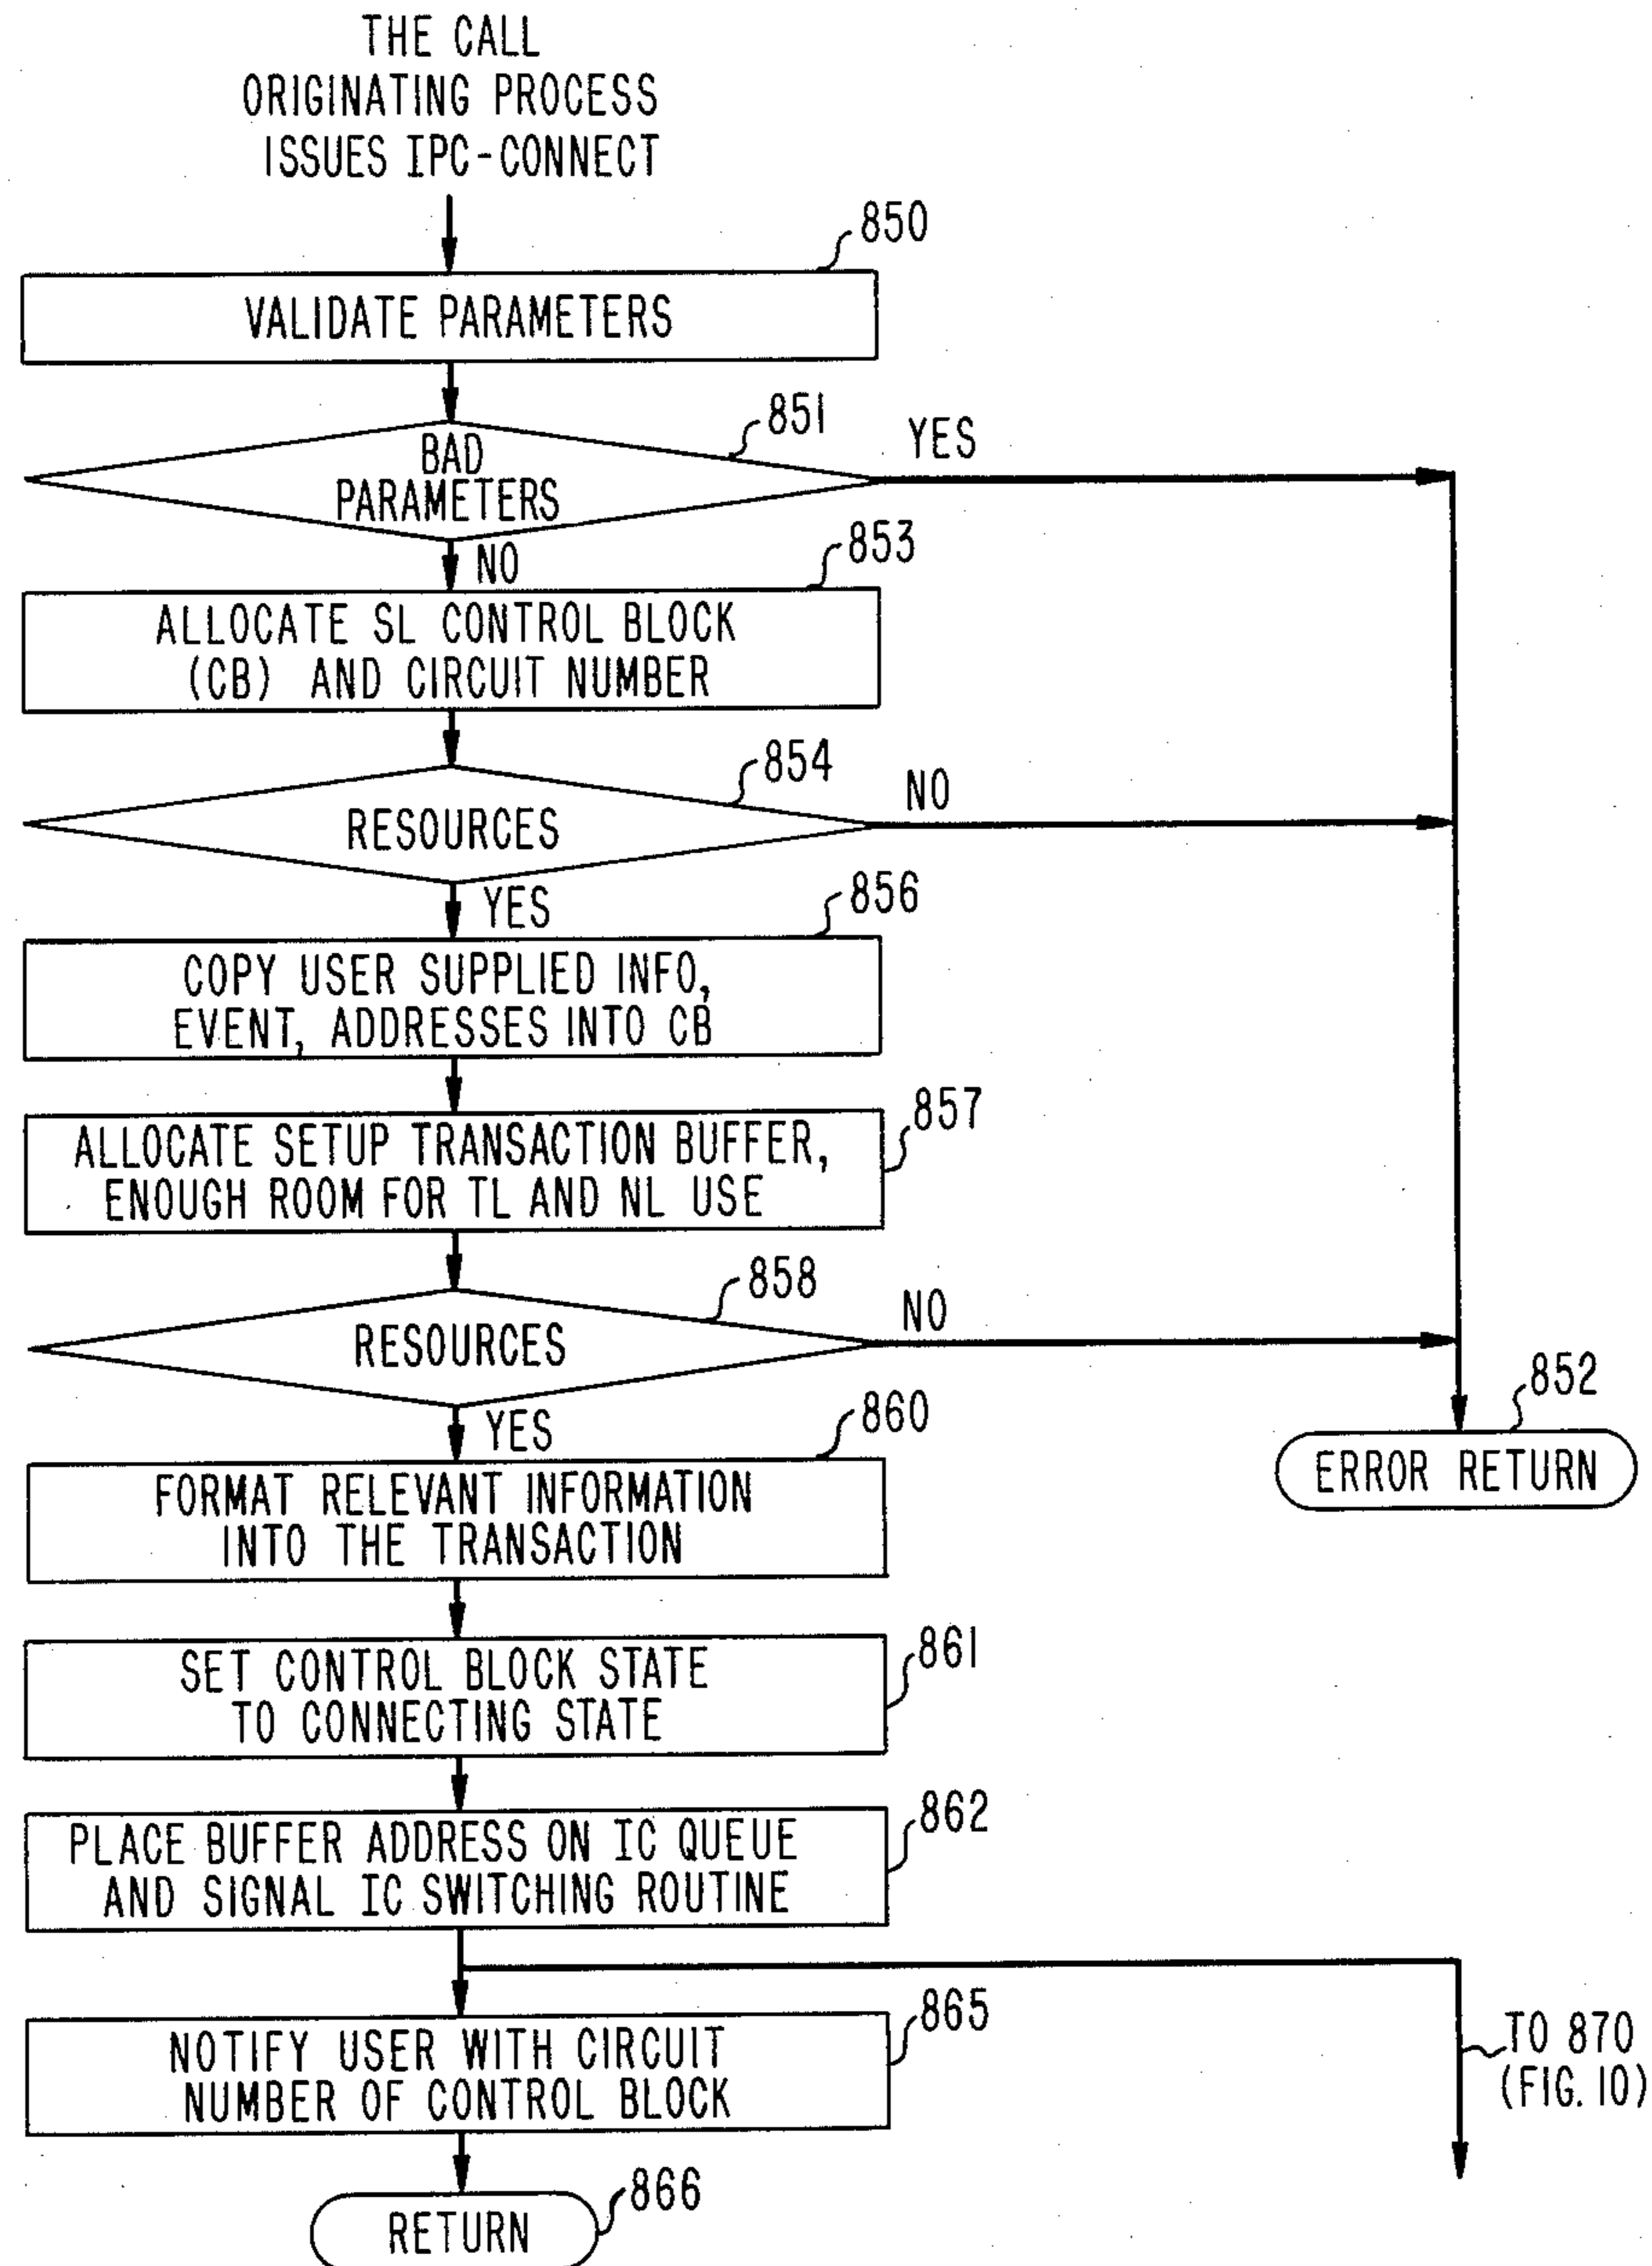 THE CALL
ORIGINATING PROCESS
ISSUES IPC-CONNECT
850
VALIDATE PARAMETERS
851
YES
BAD
PARAMETERS
NO
853
ALLOCATE SL CONTROL BLOCK
(CB) AND CIRCUIT NUMBER
854
NO
RESOURCES
YES
856
COPY USER SUPPLIED INFO,
EVENT, ADDRESSES INTO CB
857
ALLOCATE SETUP TRANSACTION BUFFER,
ENOUGH ROOM FOR TL AND NL USE
858
NO
RESOURCES
852
ERROR RETURN
YES
860
FORMAT RELEVANT INFORMATION
INTO THE TRANSACTION
861
SET CONTROL BLOCK STATE
TO CONNECTING STATE
862
PLACE BUFFER ADDRESS ON IC QUEUE
AND SIGNAL IC SWITCHING ROUTINE
865
NOTIFY USER WITH CIRCUIT
NUMBER OF CONTROL BLOCK
TO 870
(FIG. 10)
866
RETURN